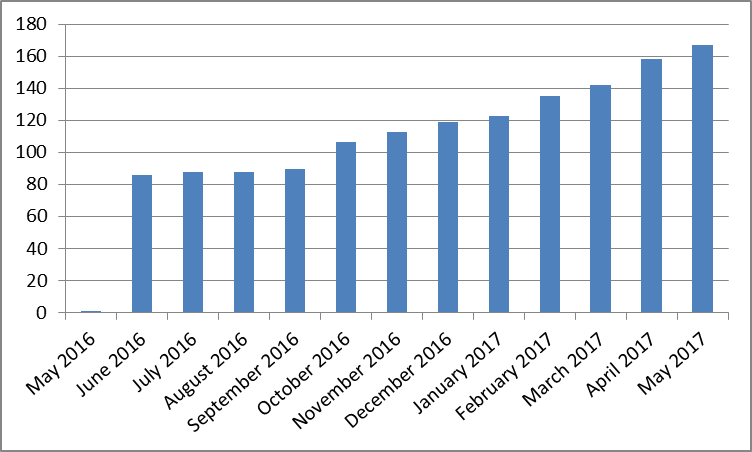 180
160
140
120
100
80
60
40
20
0
May 2016
June 2016
July 2016
August 2016
September 2016
October 2016
November 2016
December 2016
January 2017
February 2017
March 2017
April 2017
May 2017